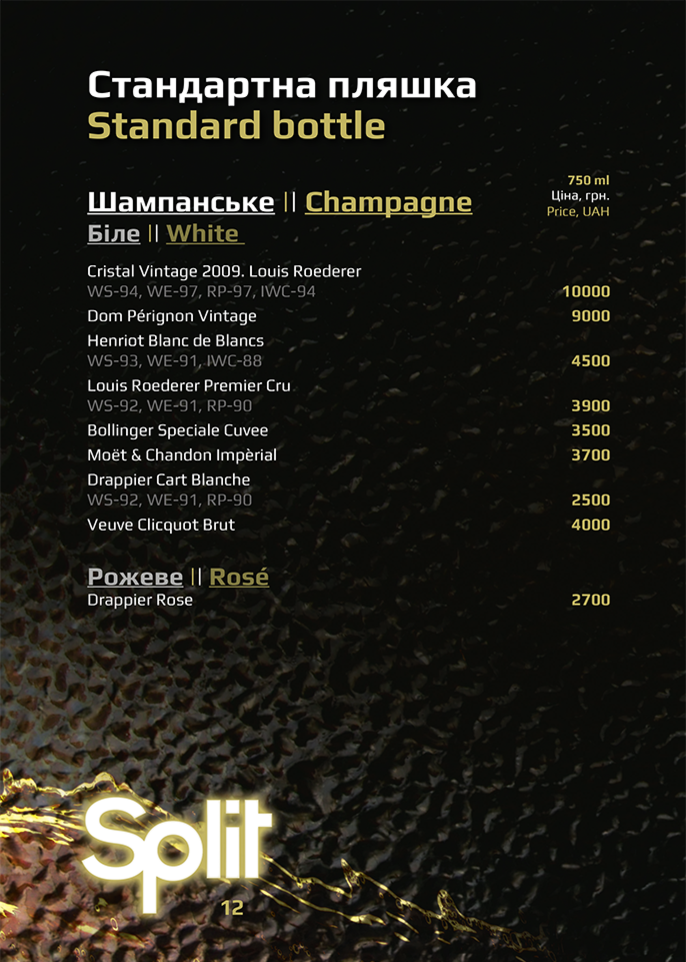 Стандартна пляшка
Standard bottle
750 ml
Шампанське || Champagne
Ціна, грн.
Price, UAH
Біле || White
Cristal Vintage 2009. Louis Roederer
WS-94, WE-97, RP-97, IWC-94 10000
Dom Pérignon Vintage 9000
Henriot Blanc de Blancs
WS-93, WE-91, IWC-88 4500
Louis Roederer Premier Cru
WS-92, WE-91, RP-90 3900
Bollinger Speciale Cuvee 3500
Moët & Chandon Impèrial 3700
Drappier Cart Blanche
WS-92, WE-91, RP-90 2500
Veuve Clicquot Brut 4000
Рожеве || Rosé
Drappier Rose 2700
Split
12